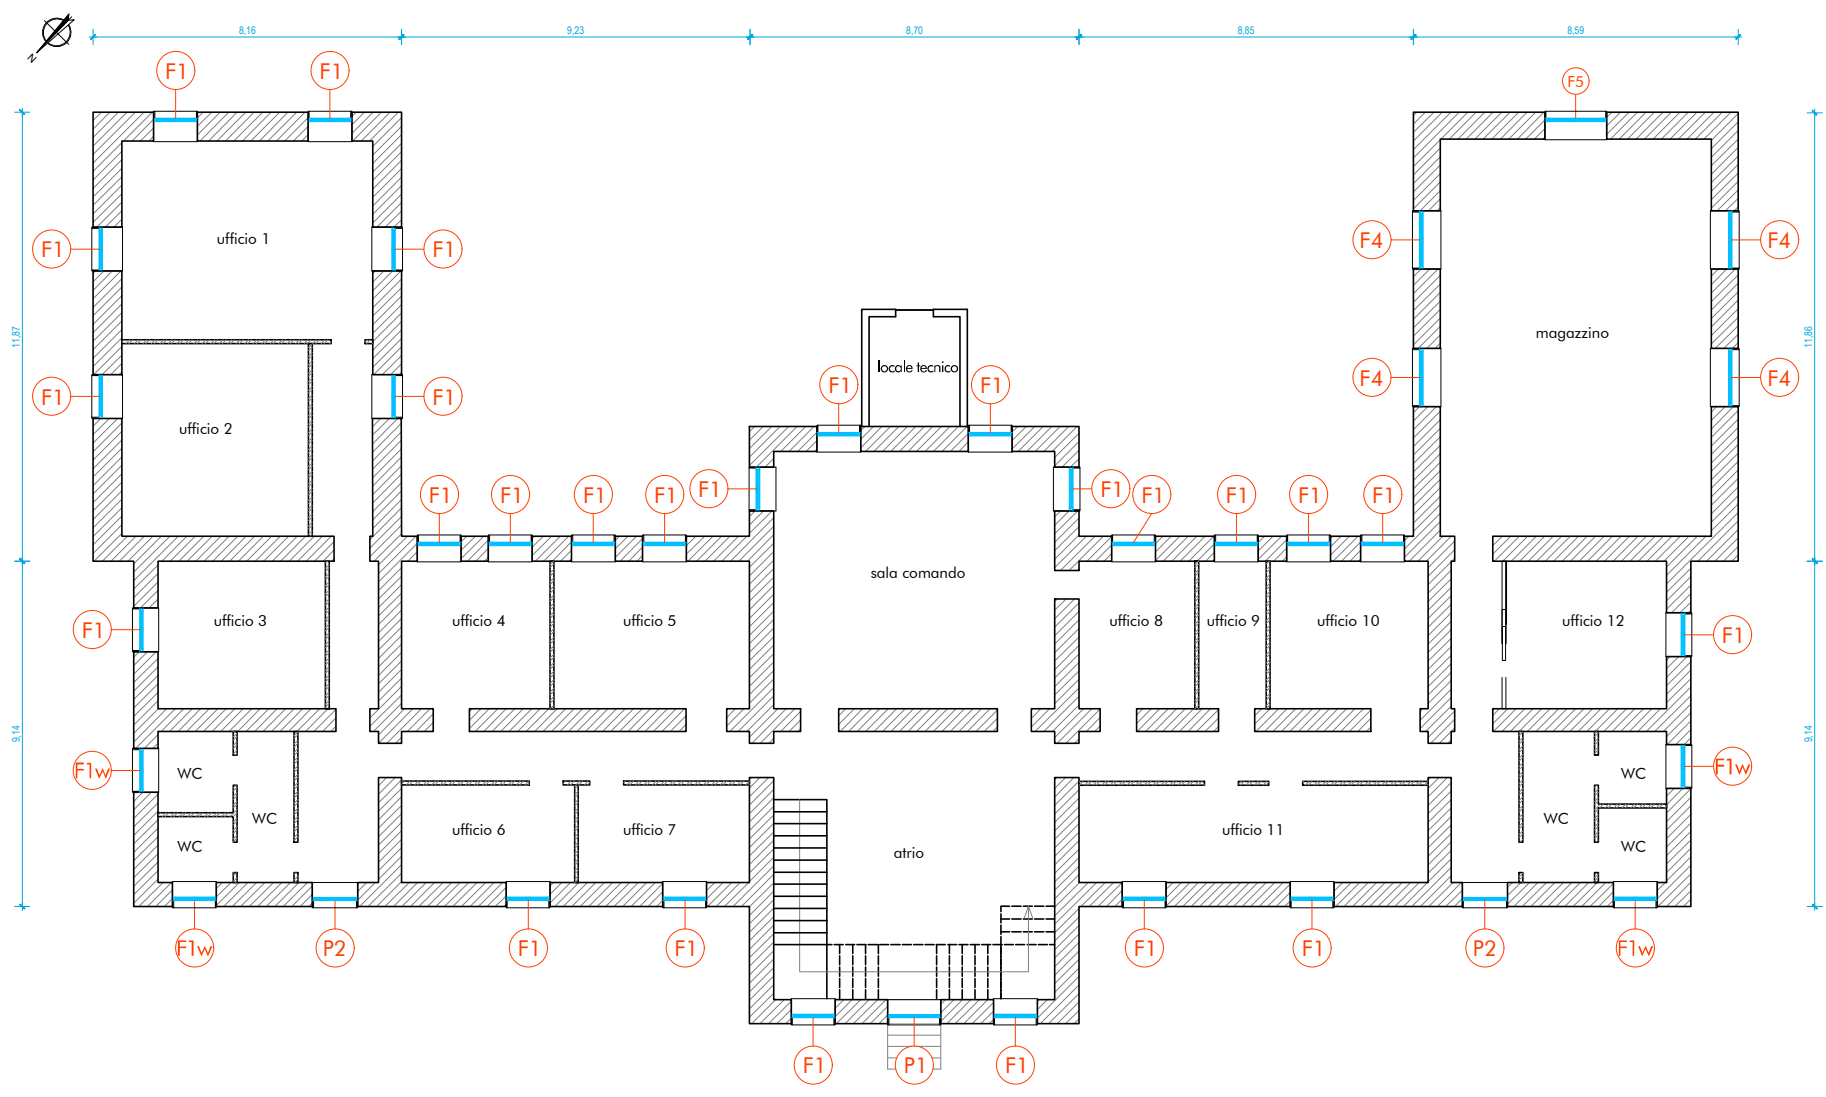 8,16 9,23 8,70 8,85 8,59
N
F1 F1 F5
ufficio 1
F1 F1 F4 F4
11,87 magazzino 11,86
locale tecnico
F1 F1 F1 F1 F4 F4
ufficio 2
F1 F1 F1 F1 F1 F1 F1 F1 F1 F1
sala comando
ufficio 3 ufficio 4 ufficio 5 ufficio 8 ufficio 9 ufficio 10 ufficio 12
F1 F1
9,14 9,14
F1w WC WC F1w
WC WC
ufficio 6 ufficio 7 ufficio 11
WC atrio WC
F1w P2 F1 F1 F1 F1 P2 F1w
F1 P1 F1